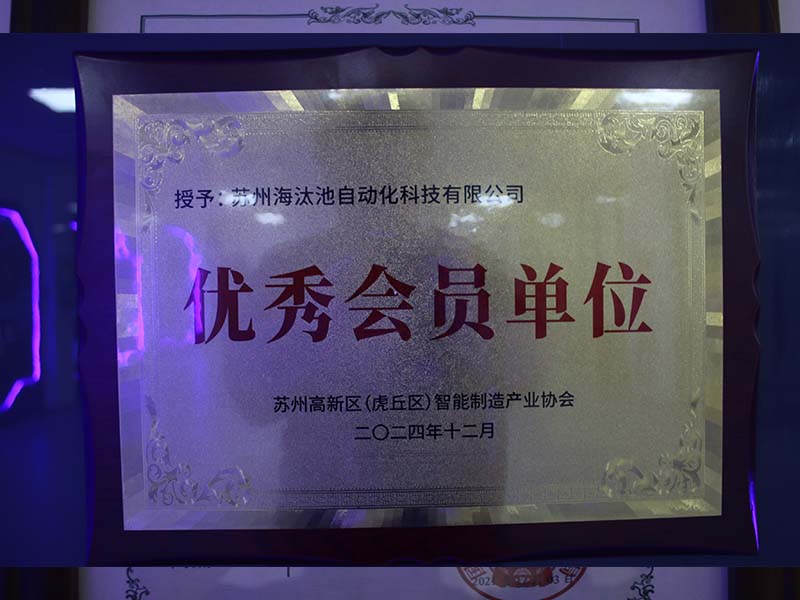 授予：苏州海汰池自动化科技有限公司
优秀会员单位
苏州高新区（虎丘区）智能制造产业协会
二〇二四年十二月